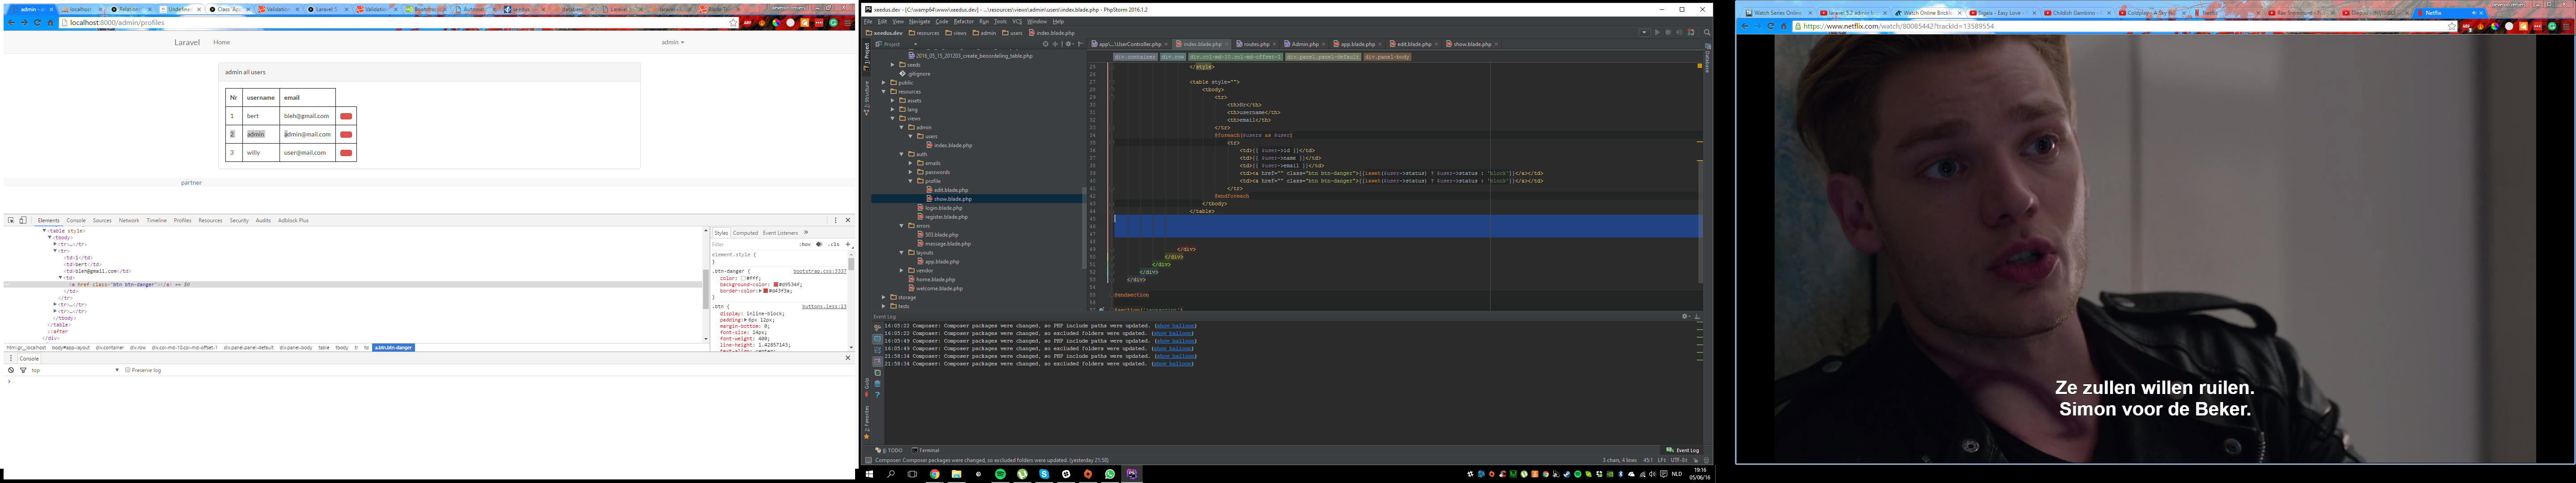 localhost:8000/admin/profiles
Laravel Home admin
admin all users
Nr username email
1 bert bleh@gmail.com
2 admin admin@mail.com
3 willy user@mail.com
partner
Elements Console Sources Network Timeline Profiles Resources Security Audits Adblock Plus
<table style>
<tbody>
<tr>…</tr>
<tr>
<td>1</td>
<td>bert</td>
<td>bleh@gmail.com</td>
<td>
<a href class="btn btn-danger"></a> == $0
</td>
</tr>
<tr>…</tr>
<tr>…</tr>
</tbody>
</table>
::after
</div>
Styles Computed Event Listeners
Filter :hov .cls
element.style {
}
.btn-danger { bootstrap.css:3337
color: #fff;
background-color: #d9534f;
border-color: #d43f3a;
}
.btn { buttons.less:13
display: inline-block;
padding: 6px 12px;
margin-bottom: 0;
font-size: 14px;
font-weight: 400;
line-height: 1.42857143;
Console
top Preserve log
xeedus.dev - [C:\wamp64\www\xeedus.dev] - ...\resources\views\admin\users\index.blade.php - PhpStorm 2016.1.2
File Edit View Navigate Code Refactor Run Tools VCS Window Help
xeedus.dev resources views admin users index.blade.php
Project
2016_05_15_201203_create_beoordeling_table.php
seeds
.gitignore
public
resources
assets
lang
views
admin
users
index.blade.php
auth
emails
passwords
profile
edit.blade.php
show.blade.php
login.blade.php
register.blade.php
errors
503.blade.php
message.blade.php
layouts
app.blade.php
vendor
home.blade.php
welcome.blade.php
storage
tests
app\...\UserController.php index.blade.php routes.php Admin.php app.blade.php edit.blade.php show.blade.php
div.container div.row div.col-md-10.col-md-offset-1 div.panel.panel-default div.panel-body
</style>
<table style="">
<tbody>
<tr>
<th>Nr</th>
<th>username</th>
<th>email</th>
</tr>
@foreach($users as $user)
<tr>
<td>{{ $user->id }}</td>
<td>{{ $user->name }}</td>
<td>{{ $user->email }}</td>
<td><a href="" class="btn btn-danger">{{isset($user->status) ? $user->status : 'block'}}</a></td>
<td><a href="" class="btn btn-danger">{{isset($user->status) ? $user->status : 'block'}}</a></td>
</tr>
@endforeach
</tbody>
</table>
</div>
</div>
</div>
</div>
</div>
@endsection
Event Log
16:05:22 Composer: Composer packages were changed, so PHP include paths were updated. (show balloon)
16:05:22 Composer: Composer packages were changed, so excluded folders were updated. (show balloon)
16:05:49 Composer: Composer packages were changed, so PHP include paths were updated. (show balloon)
16:05:49 Composer: Composer packages were changed, so excluded folders were updated. (show balloon)
21:58:34 Composer: Composer packages were changed, so PHP include paths were updated. (show balloon)
21:58:34 Composer: Composer packages were changed, so excluded folders were updated. (show balloon)
6: TODO Terminal Event Log
Composer: Composer packages were changed, so excluded folders were updated. (yesterday 21:58)
3 chars, 4 lines 45:1 LF÷ UTF-8÷
NLD
19:16
05/06/16
https://www.netflix.com/watch/80085442?trackId=13589554
Ze zullen willen ruilen.
Simon voor de Beker.